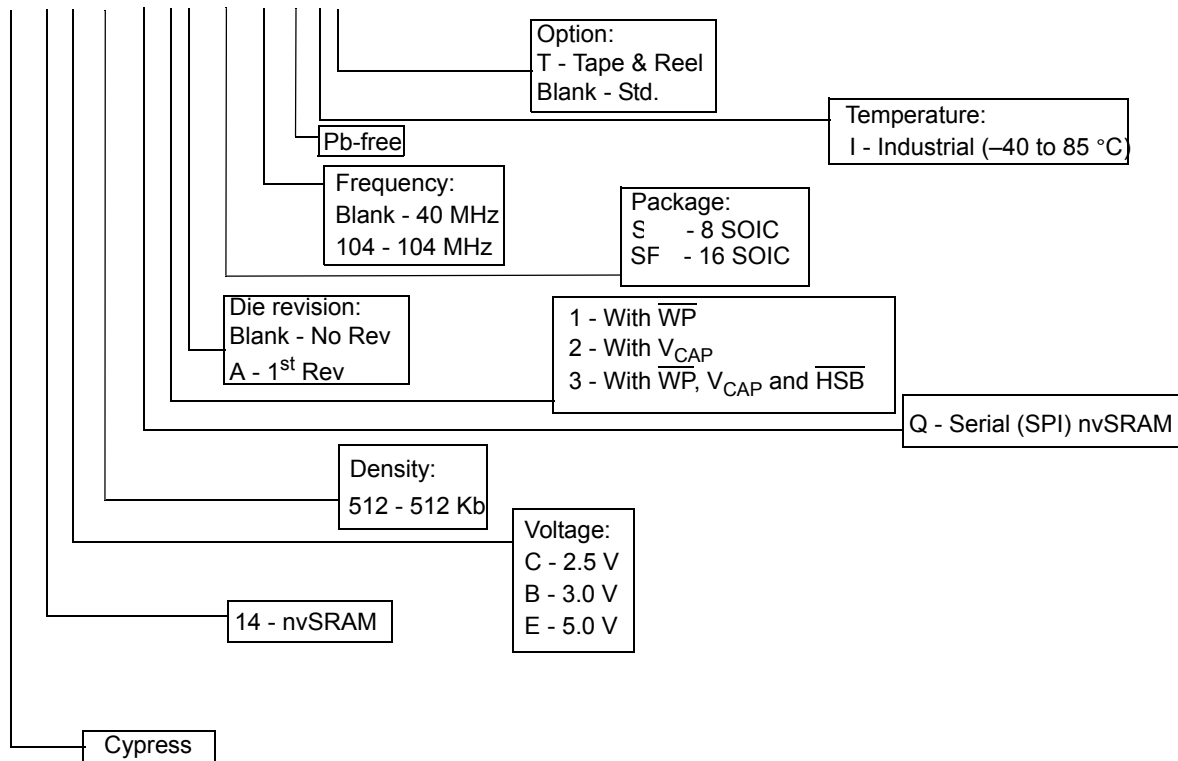 Option:
T - Tape & Reel
Blank - Std.
Temperature:
I - Industrial (–40 to 85 °C)
Pb-free
Frequency:
Blank - 40 MHz
104 - 104 MHz
Package:
S - 8 SOIC
SF - 16 SOIC
Die revision:
Blank - No Rev
A - 1st Rev
1 - With W̅P̅
2 - With VCAP
3 - With W̅P̅, VCAP and H̅S̅B̅
Q - Serial (SPI) nvSRAM
Density:
512 - 512 Kb
Voltage:
C - 2.5 V
B - 3.0 V
E - 5.0 V
14 - nvSRAM
Cypress